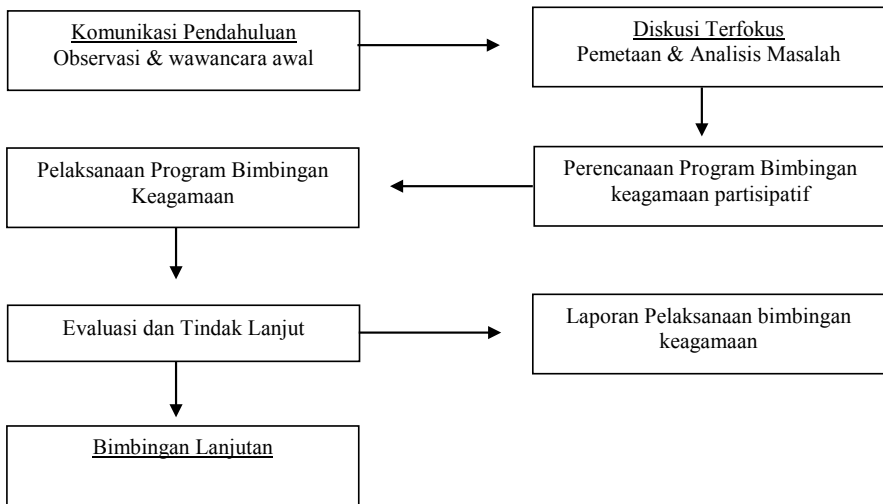 Komunikasi Pendahuluan
Observasi & wawancara awal
Diskusi Terfokus
Pemetaan & Analisis Masalah
Perencanaan Program Bimbingan
keagamaan partisipatif
Pelaksanaan Program Bimbingan
Keagamaan
Evaluasi dan Tindak Lanjut
Laporan Pelaksanaan bimbingan
keagamaan
Bimbingan Lanjutan